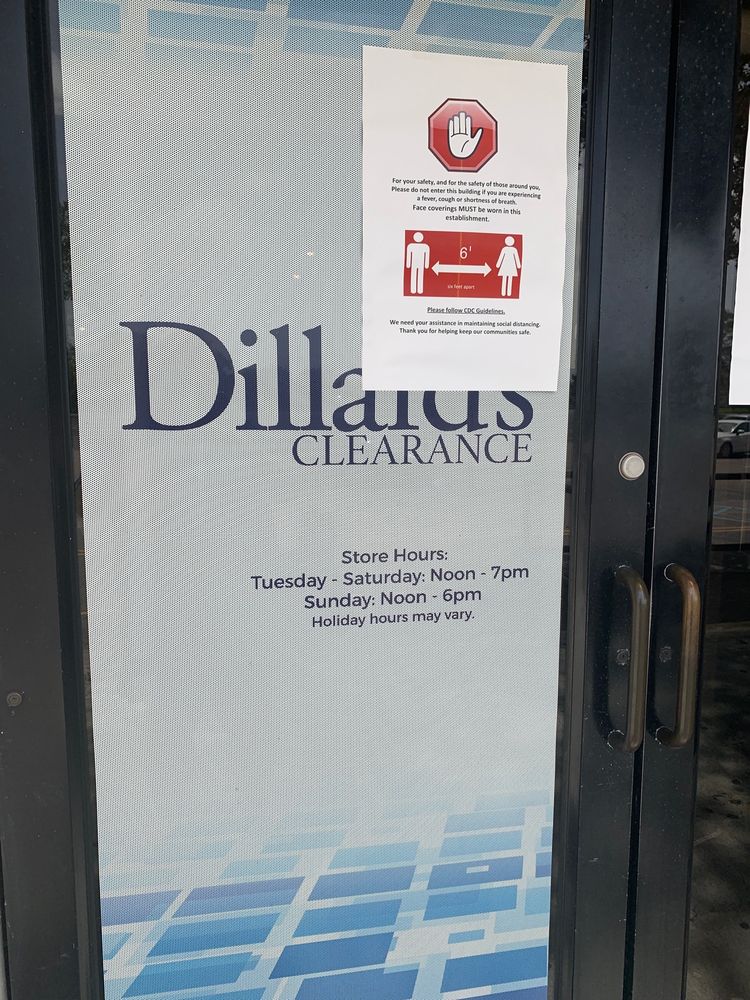 For your safety, and for the safety of those around you,
Please do not enter this building if you are experiencing
a fever, cough or shortness of breath.
Face coverings MUST be worn in this
establishment.
6'
six feet apart
Please follow CDC Guidelines.
We need your assistance in maintaining social distancing.
Thank you for helping keep our communities safe.
Dillard's
CLEARANCE
Store Hours:
Tuesday - Saturday: Noon - 7pm
Sunday: Noon - 6pm
Holiday hours may vary.